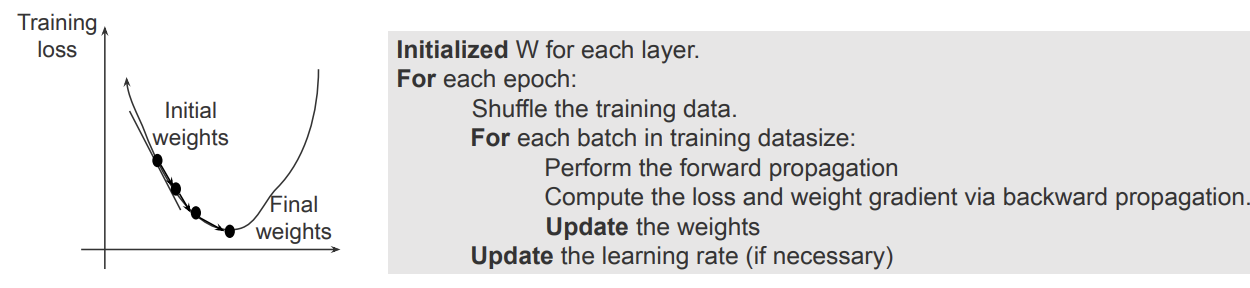 Training
loss
Initial
weights
Final
weights
Initialized W for each layer.
For each epoch:
Shuffle the training data.
For each batch in training datasize:
Perform the forward propagation
Compute the loss and weight gradient via backward propagation.
Update the weights
Update the learning rate (if necessary)